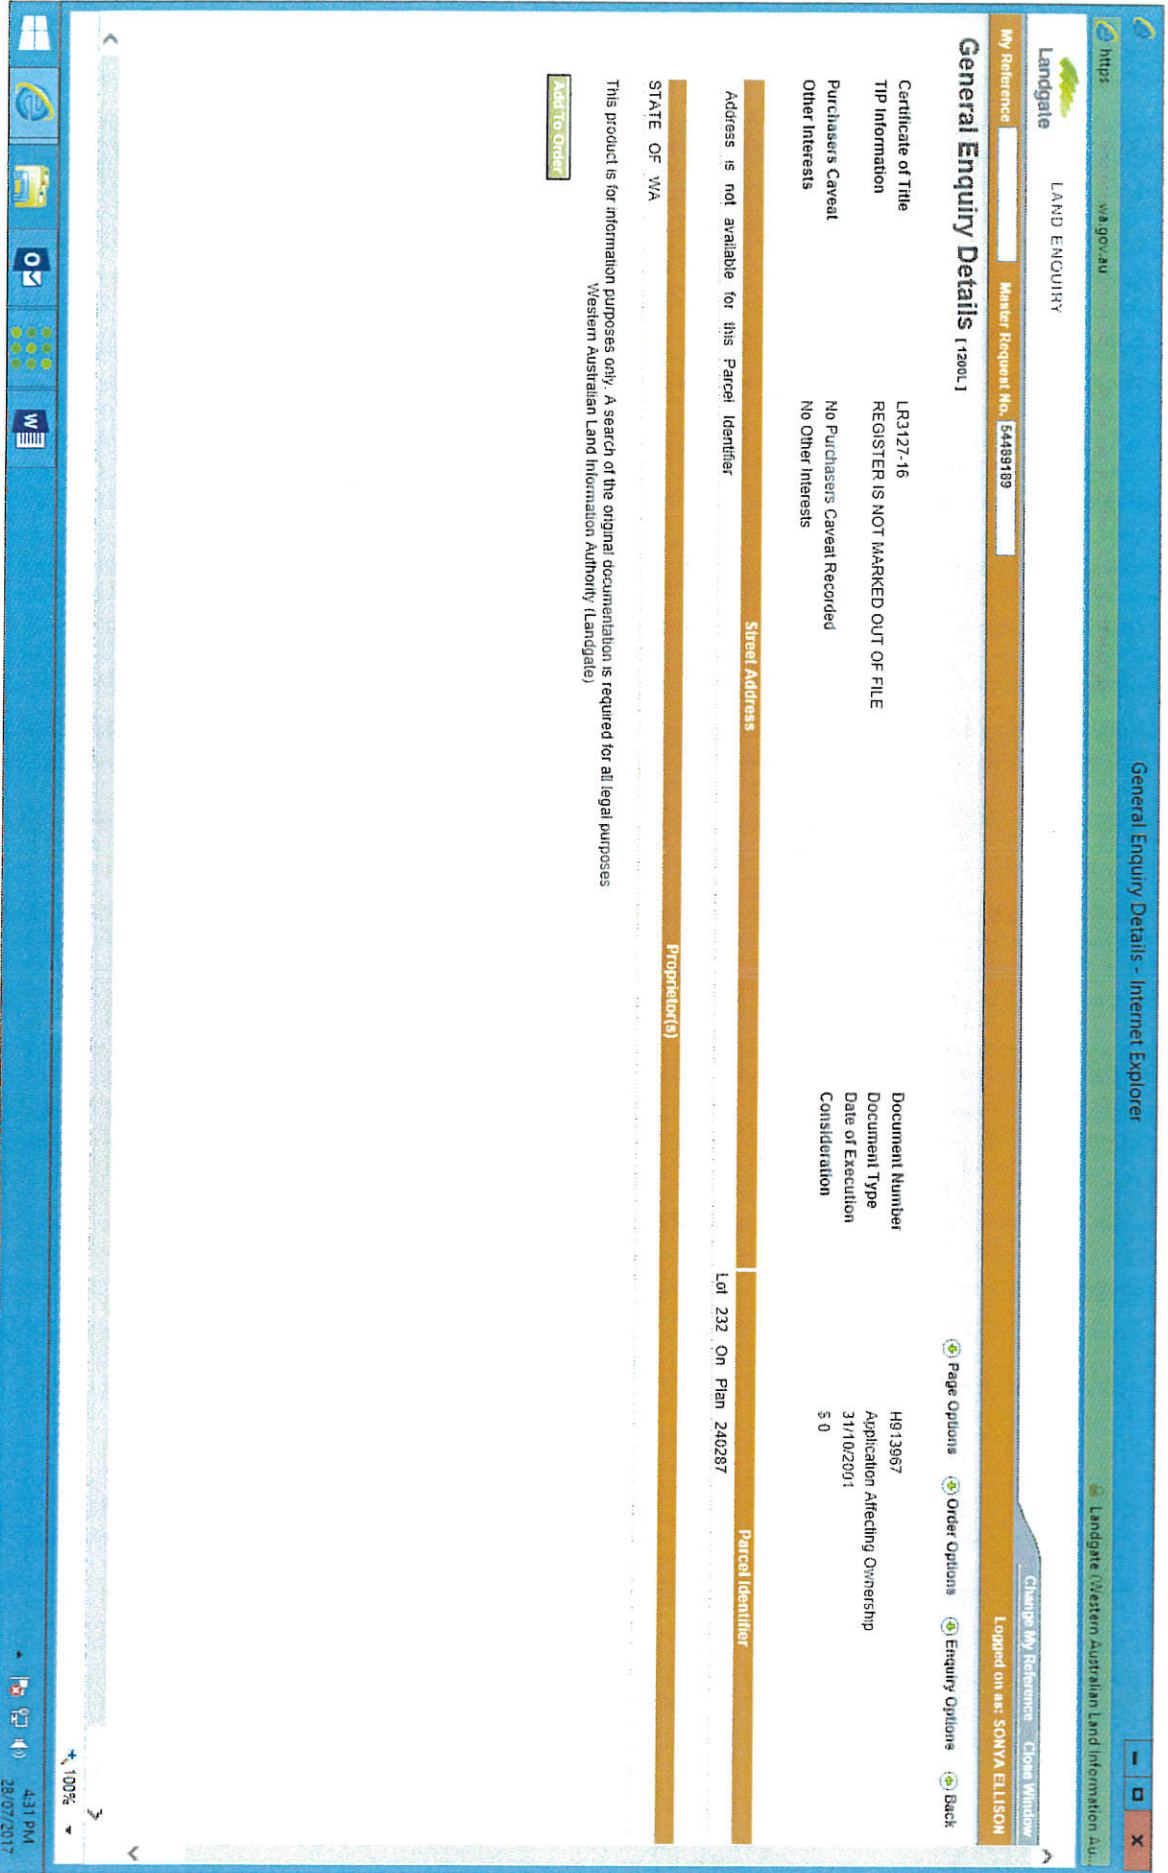 General Enquiry Details - Internet Explorer
https wa.gov.au
Landgate (Western Australian Land Information Au...
Landgate
LAND ENQUIRY
Change My Reference Close Window
My Reference Master Request No. 54489189 Logged on as: SONYA ELLISON
General Enquiry Details [ 1200L ]
Page Options Order Options Enquiry Options Back
Certificate of Title LR3127-16 Document Number H913967
TIP Information REGISTER IS NOT MARKED OUT OF FILE Document Type Application Affecting Ownership
Date of Execution 31/10/2001
Purchasers Caveat No Purchasers Caveat Recorded Consideration $ 0
Other Interests No Other Interests
Street Address Parcel Identifier
Address is not available for this Parcel Identifier Lot 232 On Plan 240287
Proprietor(s)
STATE OF WA
This product is for information purposes only. A search of the original documentation is required for all legal purposes
Western Australian Land Information Authority (Landgate)
Add To Order
100%
4:31 PM
28/07/2017